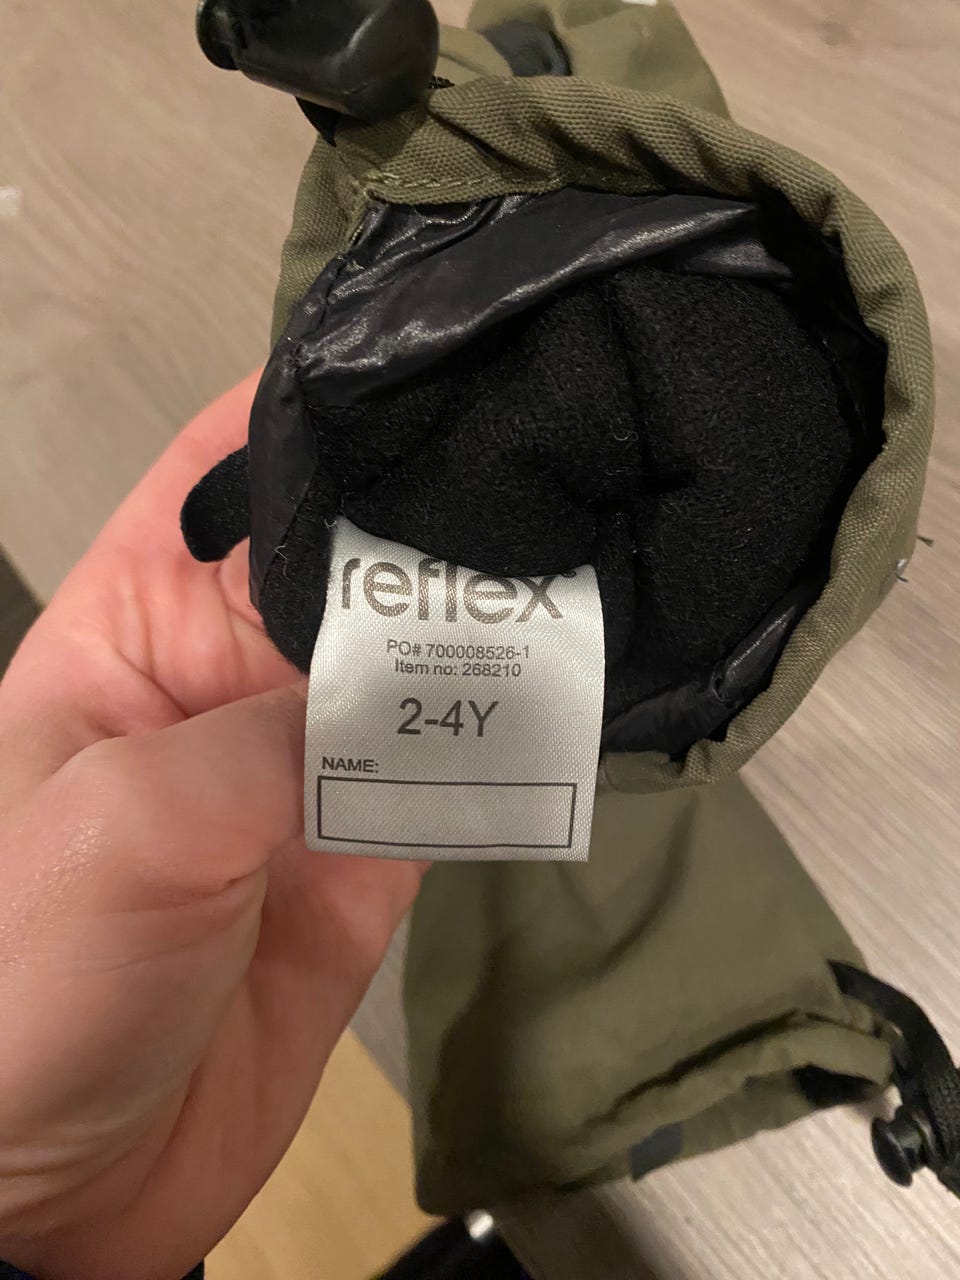 reflex
PO# 700008526-1
Item no: 268210
2-4Y
NAME: